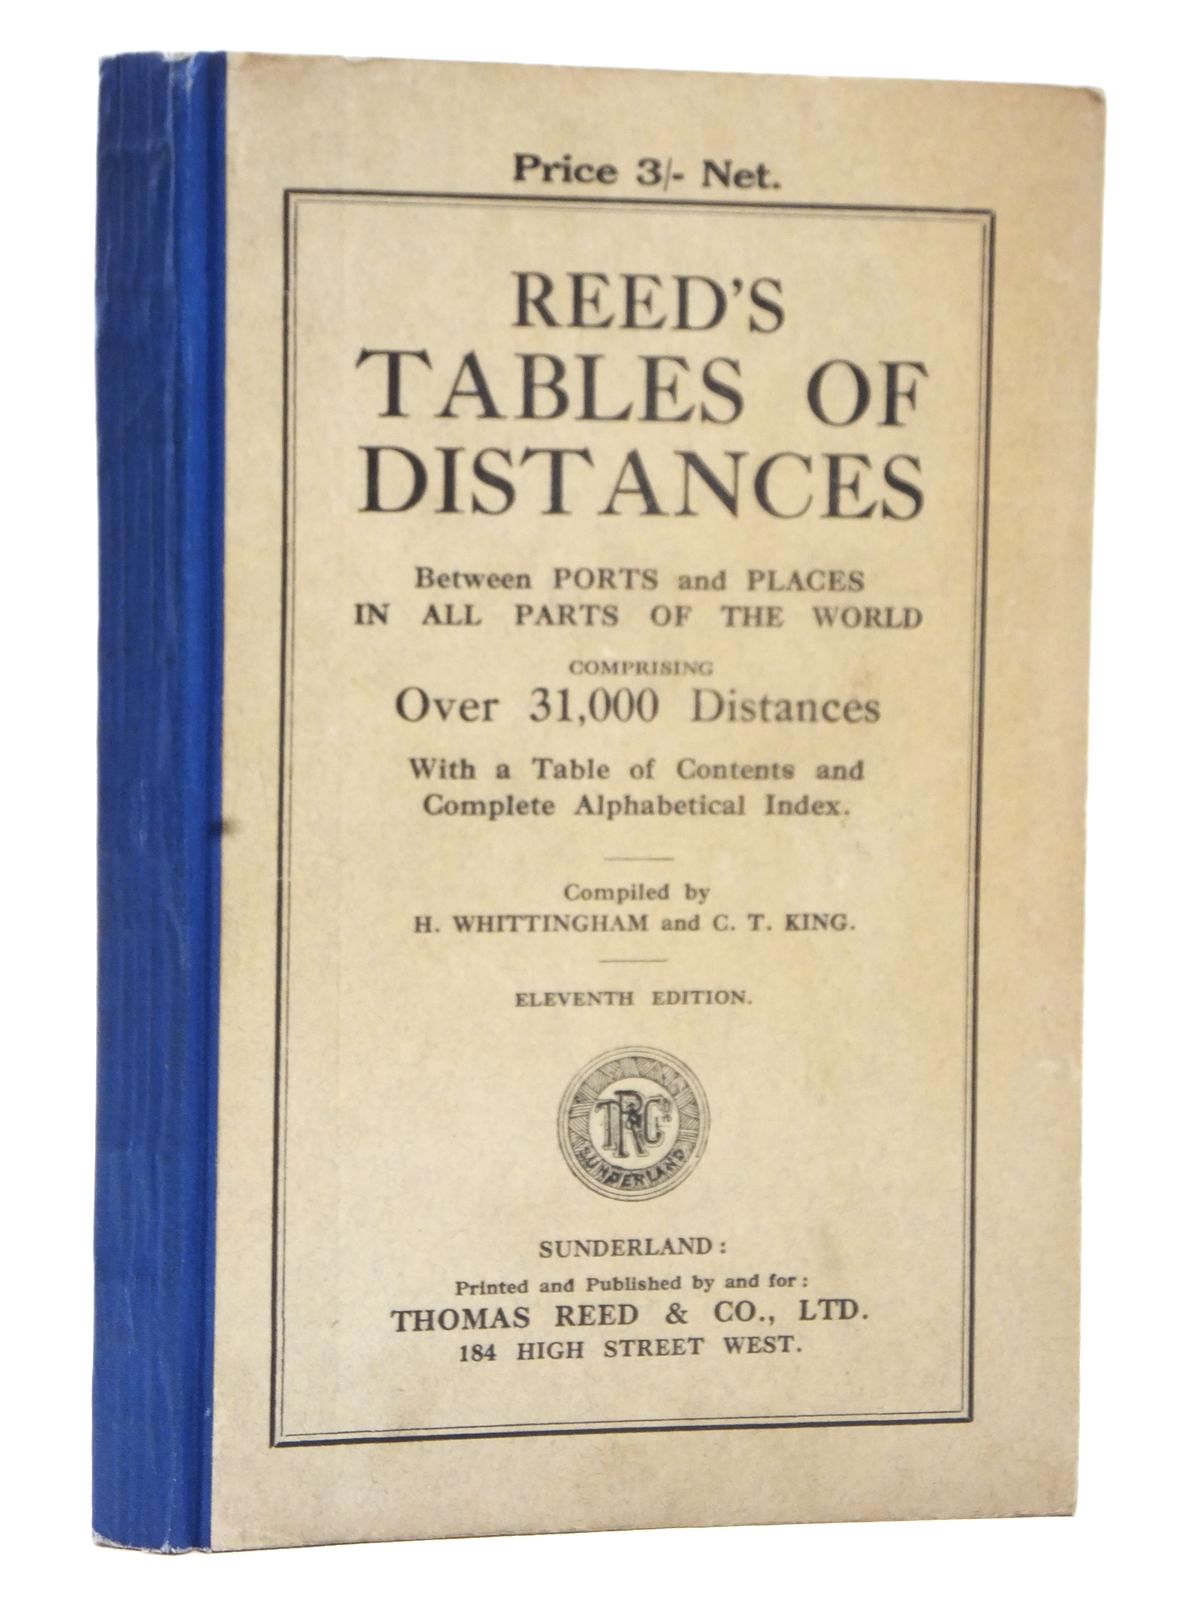 Price 3/- Net.
REED'S
TABLES OF
DISTANCES
Between PORTS and PLACES
IN ALL PARTS OF THE WORLD
COMPRISING
Over 31,000 Distances
With a Table of Contents and
Complete Alphabetical Index.
Compiled by
H. WHITTINGHAM and C. T. KING.
ELEVENTH EDITION.
TR&Co
SUNDERLAND
SUNDERLAND:
Printed and Published by and for:
THOMAS REED & CO., LTD.
184 HIGH STREET WEST.